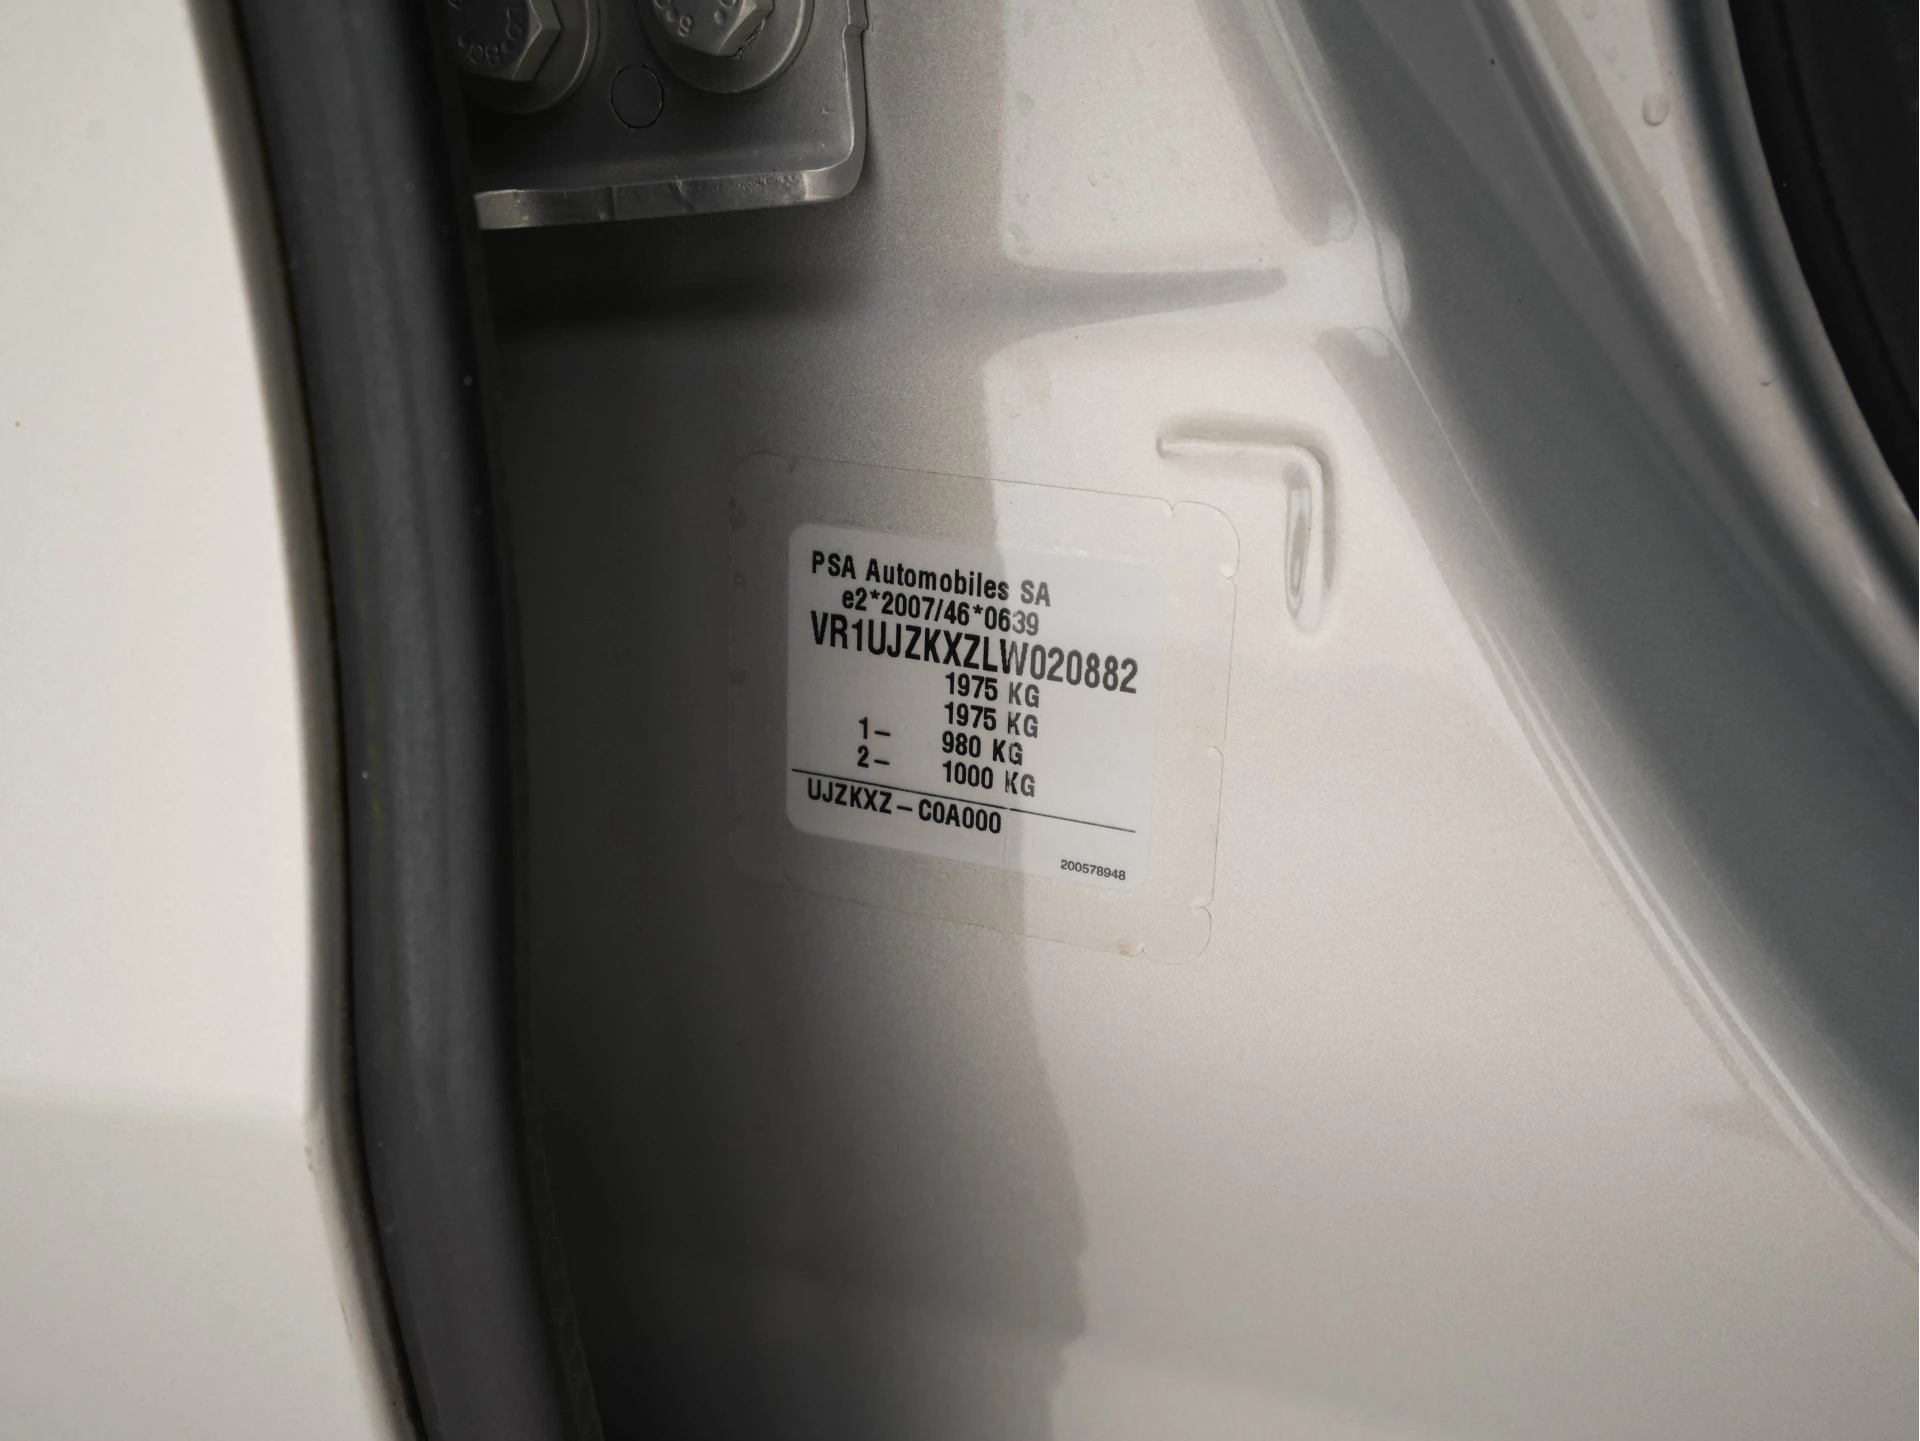 PSA Automobiles SA
e2*2007/46*0639
VR1UJZKXZLW020882
1975 KG
1975 KG
1– 980 KG
2– 1000 KG
UJZKXZ – C0A000
200578948